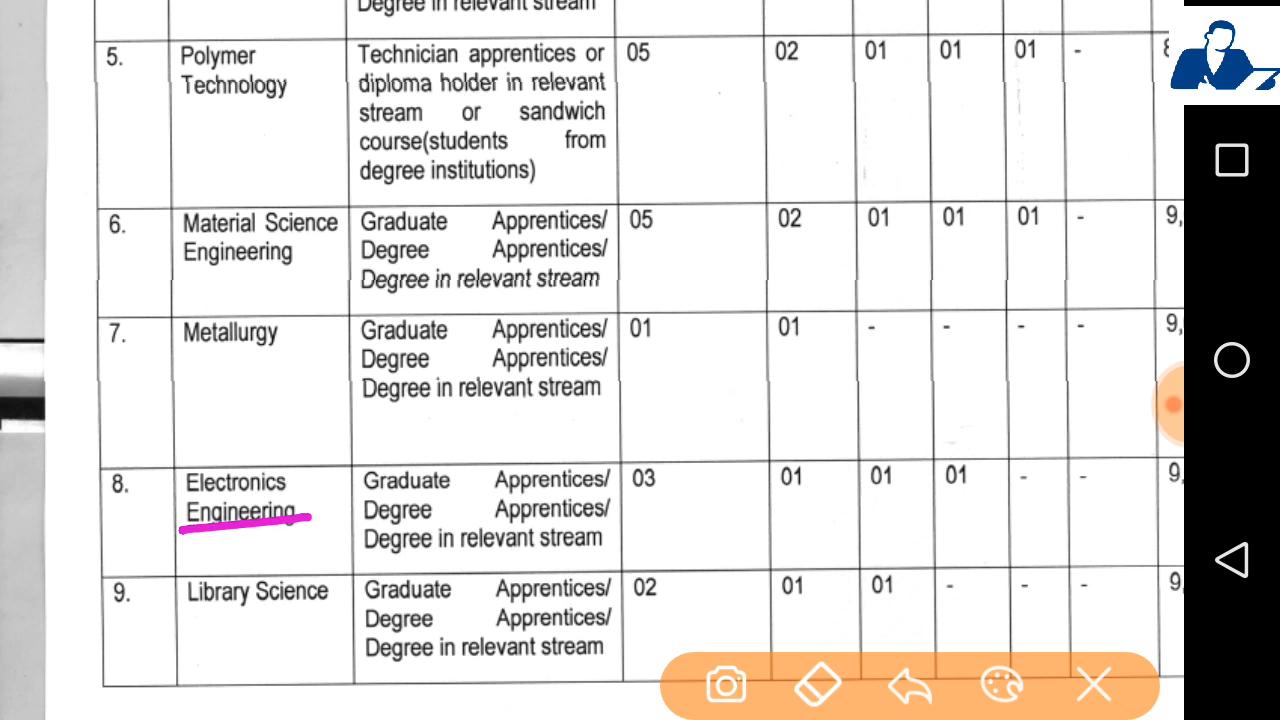 Degree in relevant stream
5. Polymer Technician apprentices or 05 02 01 01 01 -
Technology diploma holder in relevant
stream or sandwich
course(students from
degree institutions)
6. Material Science Graduate Apprentices/ 05 02 01 01 01 - 9,
Engineering Degree Apprentices/
Degree in relevant stream
7. Metallurgy Graduate Apprentices/ 01 01 - - - - 9,
Degree Apprentices/
Degree in relevant stream
8. Electronics Graduate Apprentices/ 03 01 01 01 - - 9,
Engineering Degree Apprentices/
Degree in relevant stream
9. Library Science Graduate Apprentices/ 02 01 01 - - - 9
Degree Apprentices/
Degree in relevant stream